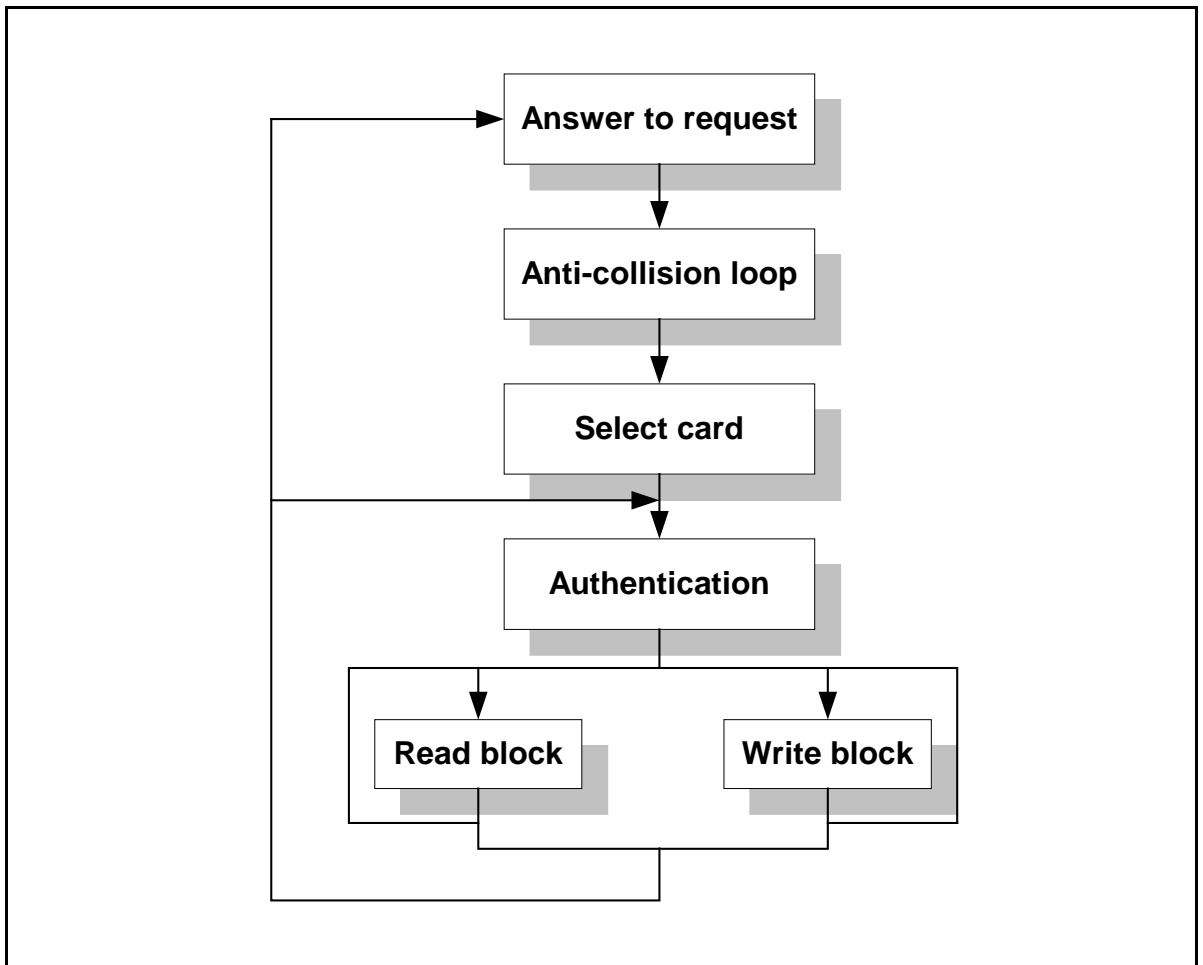 Answer to request
Anti-collision loop
Select card
Authentication
Read block
Write block